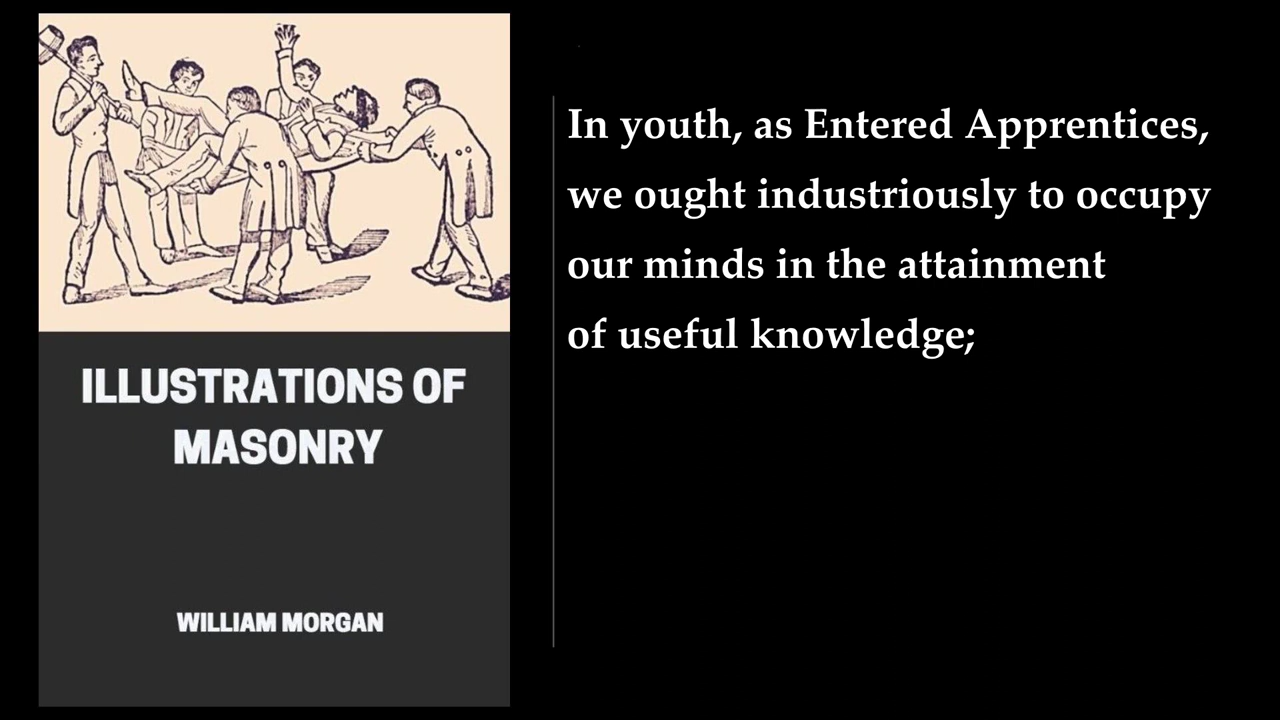 ILLUSTRATIONS OF
MASONRY
WILLIAM MORGAN
In youth, as Entered Apprentices,
we ought industriously to occupy
our minds in the attainment
of useful knowledge;